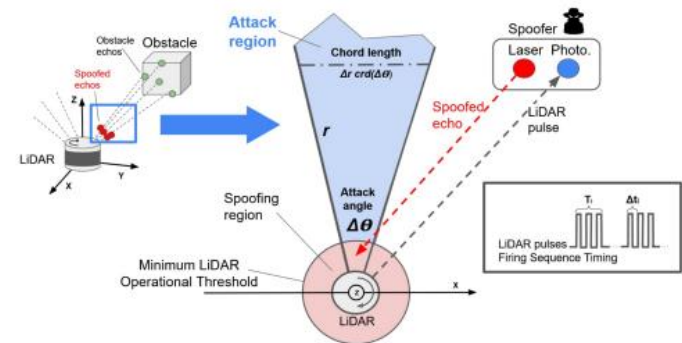 Obstacle
echos
Obstacle
Spoofed
echos
Z
LiDAR
X
Y
Attack
region
Chord length
Δr crd(Δθ)
r
Attack
angle
Δθ
Spoofing
region
Minimum LiDAR
Operational Threshold
Z
LiDAR
X
Spoofer
Laser
Photo.
Spoofed
echo
LiDAR
pulse
Tᵢ
Δtᵢ
LiDAR pulses
Firing Sequence Timing